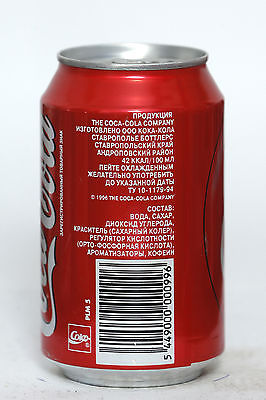 ПРОДУКЦИЯ
THE COCA-COLA COMPANY
ИЗГОТОВЛЕНО ООО КОКА-КОЛА
СТАВРОПОЛЬЕ БОТТЛЕРС
СТАВРОПОЛЬСКИЙ КРАЙ
АНДРОПОВСКИЙ РАЙОН
42 ККАЛ/100 МЛ
ПЕЙТЕ ОХЛАЖДЕННЫМ
ЖЕЛАТЕЛЬНО УПОТРЕБИТЬ
ДО УКАЗАННОЙ ДАТЫ
ТУ 10-1179-94
© 1996 THE COCA-COLA COMPANY
СОСТАВ:
ВОДА, САХАР,
ДИОКСИД УГЛЕРОДА,
КРАСИТЕЛЬ (САХАРНЫЙ КОЛЕР),
РЕГУЛЯТОР КИСЛОТНОСТИ
(ОРТО-ФОСФОРНАЯ КИСЛОТА),
АРОМАТИЗАТОРЫ, КОФЕИН
Coca-Cola
ЗАРЕГИСТРИРОВАННЫЙ ТОВАРНЫЙ ЗНАК
PLM 5
Coke
5 449000 000996